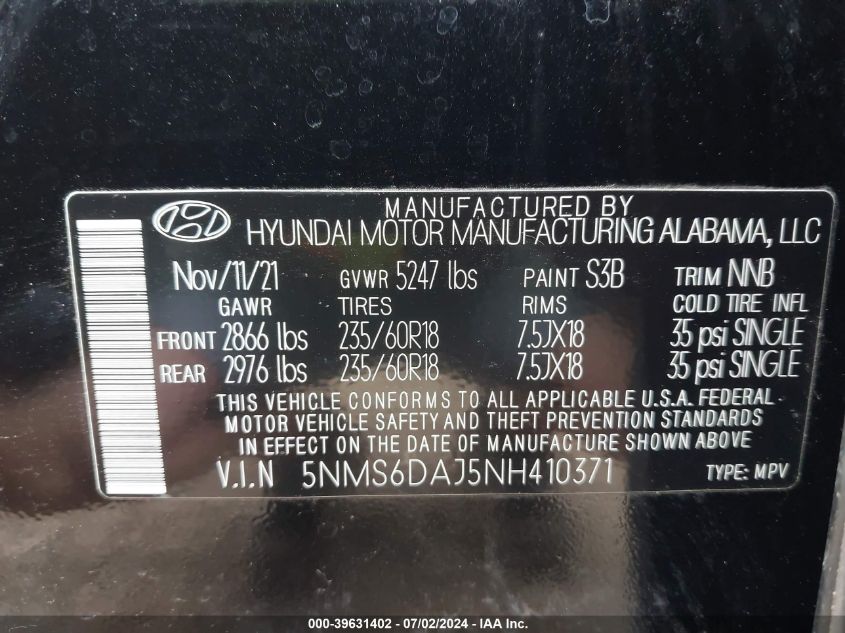 MANUFACTURED BY
HYUNDAI MOTOR MANUFACTURING ALABAMA, LLC
Nov/11/21 GVWR 5247 lbs PAINT S3B TRIM NNB
GAWR TIRES RIMS COLD TIRE INFL
FRONT 2866 lbs 235/60R18 7.5JX18 35 psi SINGLE
REAR 2976 lbs 235/60R18 7.5JX18 35 psi SINGLE
THIS VEHICLE CONFORMS TO ALL APPLICABLE U.S.A. FEDERAL
MOTOR VEHICLE SAFETY AND THEFT PREVENTION STANDARDS
IN EFFECT ON THE DATE OF MANUFACTURE SHOWN ABOVE
V.I.N 5NMS6DAJ5NH410371 TYPE: MPV
000-39631402 - 07/02/2024 - IAA Inc.